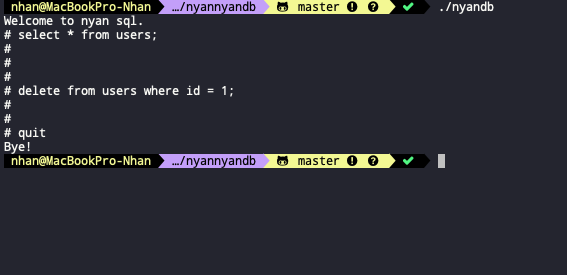 nhan@MacBookPro-Nhan …/nyannyandb master ./nyandb
Welcome to nyan sql.
# select * from users;
#
#
#
# delete from users where id = 1;
#
#
# quit
Bye!
nhan@MacBookPro-Nhan …/nyannyandb master